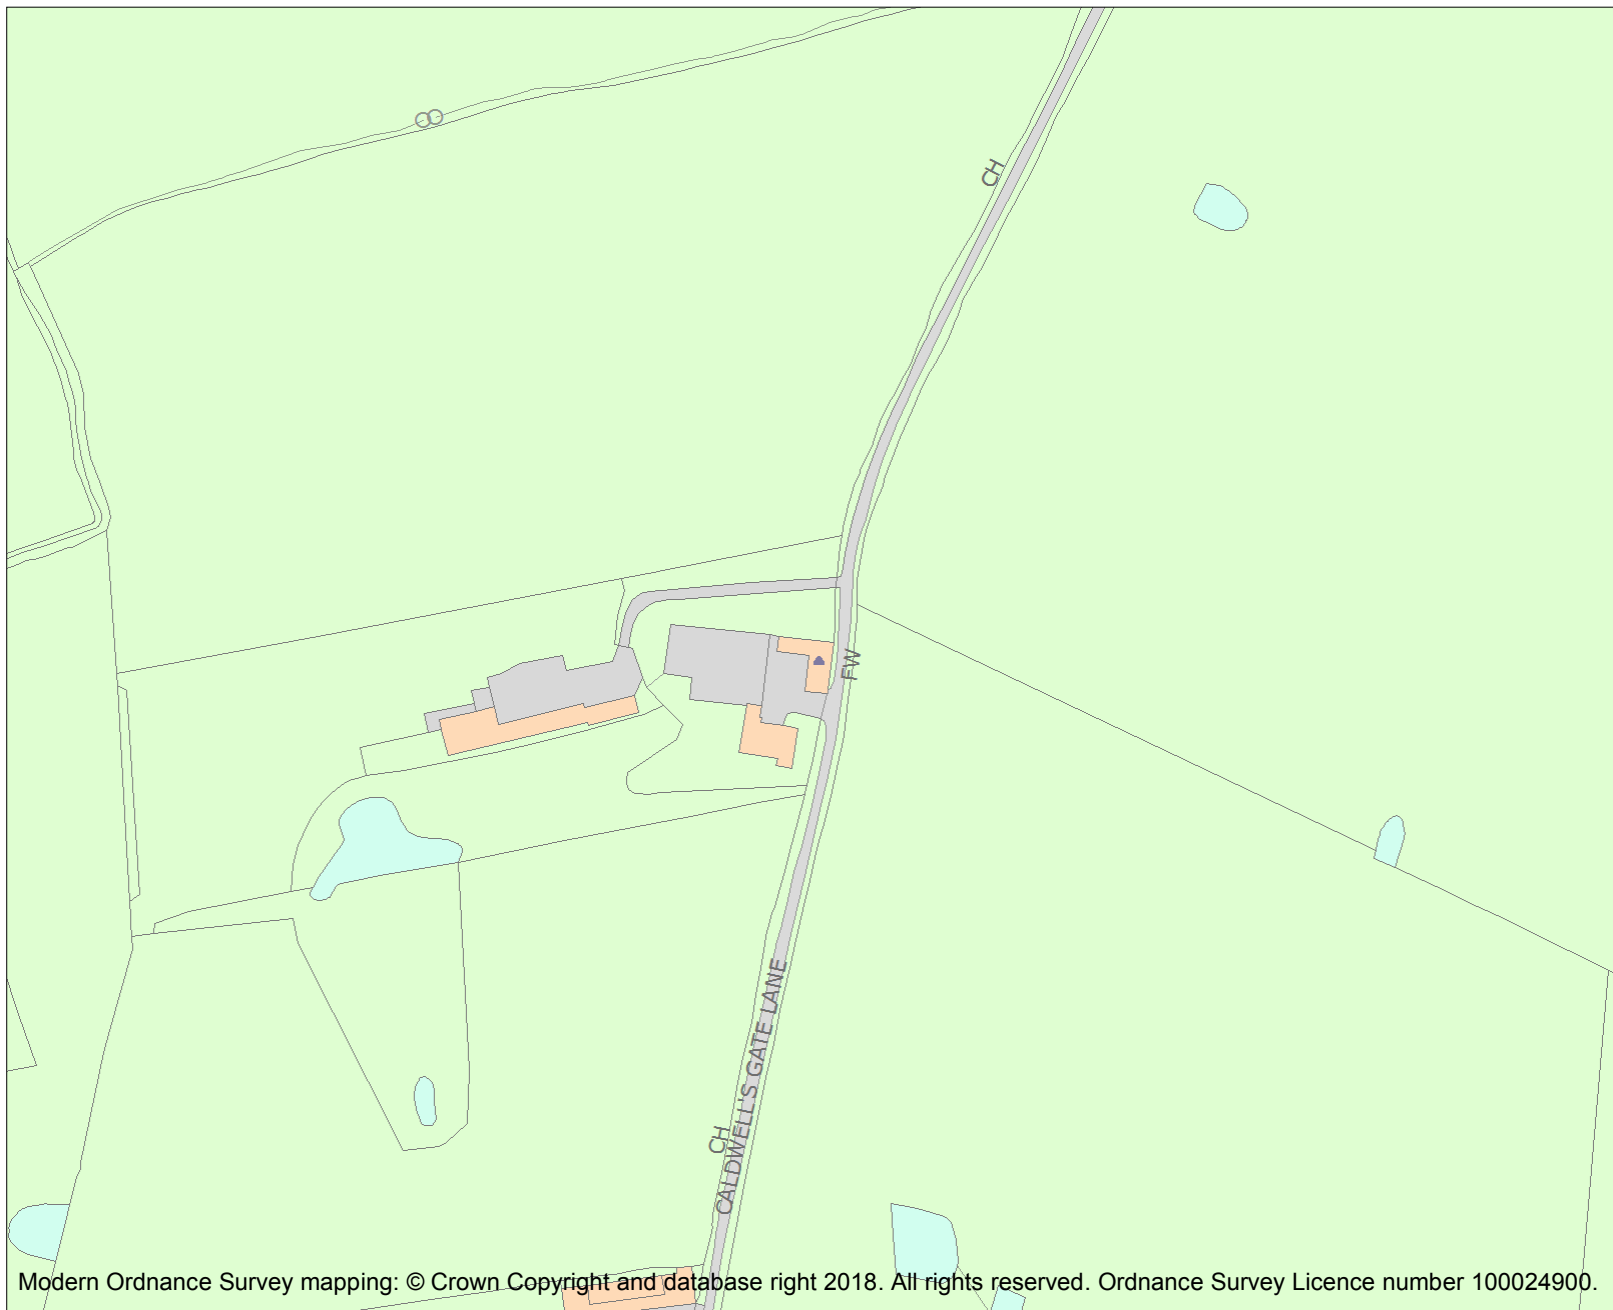 CH
FW
CALDWELL'S GATE LANE
CH
Modern Ordnance Survey mapping: © Crown Copyright and database right 2018. All rights reserved. Ordnance Survey Licence number 100024900.